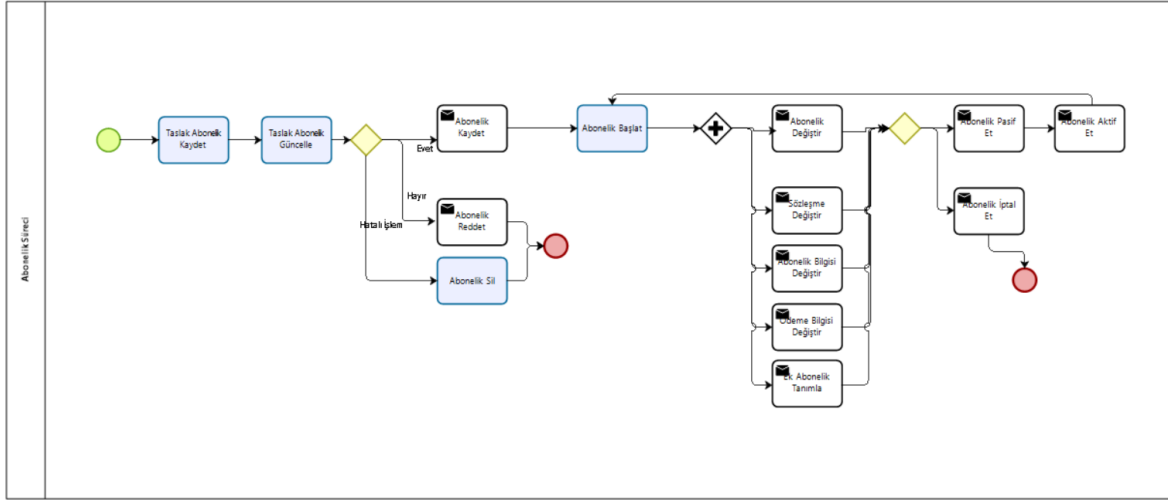 Abonelik Süreci
Taslak Abonelik
Kaydet
Taslak Abonelik
Güncelle
Evet
Hayır
Hatalı İşlem
Abonelik
Kaydet
Abonelik
Reddet
Abonelik Sil
Abonelik Başlat
Abonelik
Değiştir
Sözleşme
Değiştir
Abonelik Bilgisi
Değiştir
Ödeme Bilgisi
Değiştir
Ek Abonelik
Tanımla
Abonelik Pasif
Et
Abonelik Aktif
Et
Abonelik İptal
Et